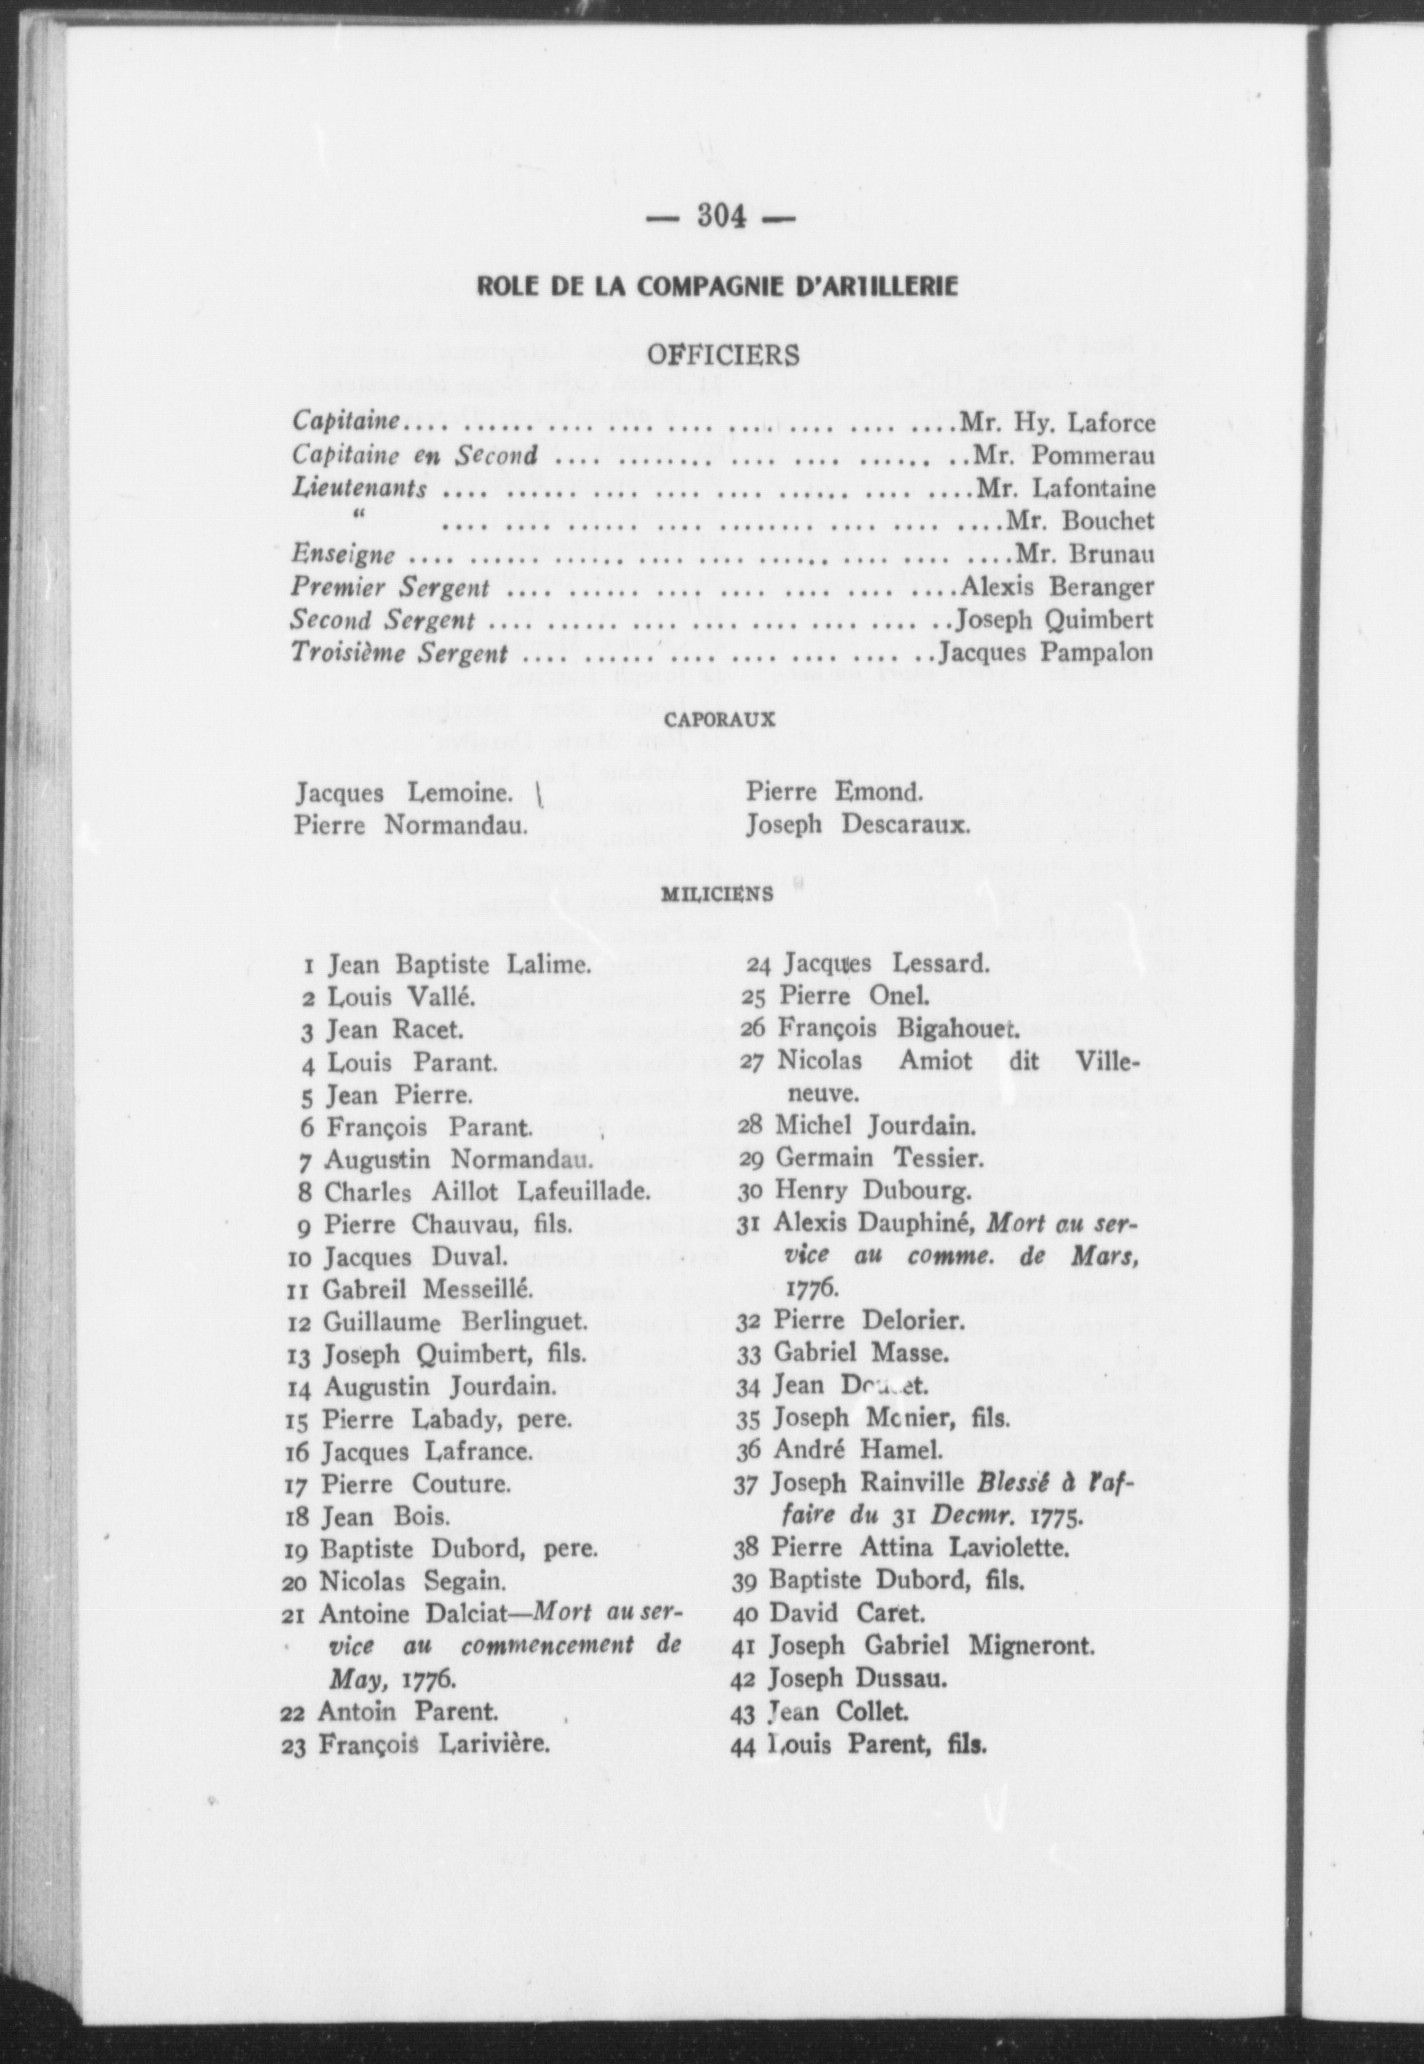 — 304 —
ROLE DE LA COMPAGNIE D'ARTILLERIE
OFFICIERS
Capitaine.... ...... .... .... .... .... .... .... ....Mr. Hy. Laforce
Capitaine en Second .... ......... .... .... ...... ..Mr. Pommerau
Lieutenants .... ...... .... .... .... ...... .... ....Mr. Lafontaine
“ .... .... ...... .... ........ .... .... ....Mr. Bouchet
Enseigne .... ...... ...... .... .... ...... .... .... ....Mr. Brunau
Premier Sergent .... ...... .... .... .... .... ....Alexis Beranger
Second Sergent .... ...... .... .... .... .... .... ..Joseph Quimbert
Troisième Sergent .... ...... .... .... .... .... ..Jacques Pampalon
CAPORAUX
Jacques Lemoine.
Pierre Normandau.
Pierre Emond.
Joseph Descaraux.
MILICIENS
1 Jean Baptiste Lalime.
2 Louis Vallé.
3 Jean Racet.
4 Louis Parant.
5 Jean Pierre.
6 François Parant.
7 Augustin Normandau.
8 Charles Aillot Lafeuillade.
9 Pierre Chauvau, fils.
10 Jacques Duval.
11 Gabreil Messeillé.
12 Guillaume Berlinguet.
13 Joseph Quimbert, fils.
14 Augustin Jourdain.
15 Pierre Labady, pere.
16 Jacques Lafrance.
17 Pierre Couture.
18 Jean Bois.
19 Baptiste Dubord, pere.
20 Nicolas Segain.
21 Antoine Dalciat—Mort au ser-
vice au commencement de
May, 1776.
22 Antoin Parent.
23 François Larivière.
24 Jacques Lessard.
25 Pierre Onel.
26 François Bigahouet.
27 Nicolas Amiot dit Ville-
neuve.
28 Michel Jourdain.
29 Germain Tessier.
30 Henry Dubourg.
31 Alexis Dauphiné, Mort au ser-
vice au comme. de Mars,
1776.
32 Pierre Delorier.
33 Gabriel Masse.
34 Jean Doucet.
35 Joseph Monier, fils.
36 André Hamel.
37 Joseph Rainville Blessé à l'af-
faire du 31 Decmr. 1775.
38 Pierre Attina Laviolette.
39 Baptiste Dubord, fils.
40 David Caret.
41 Joseph Gabriel Migneront.
42 Joseph Dussau.
43 Jean Collet.
44 Louis Parent, fils.